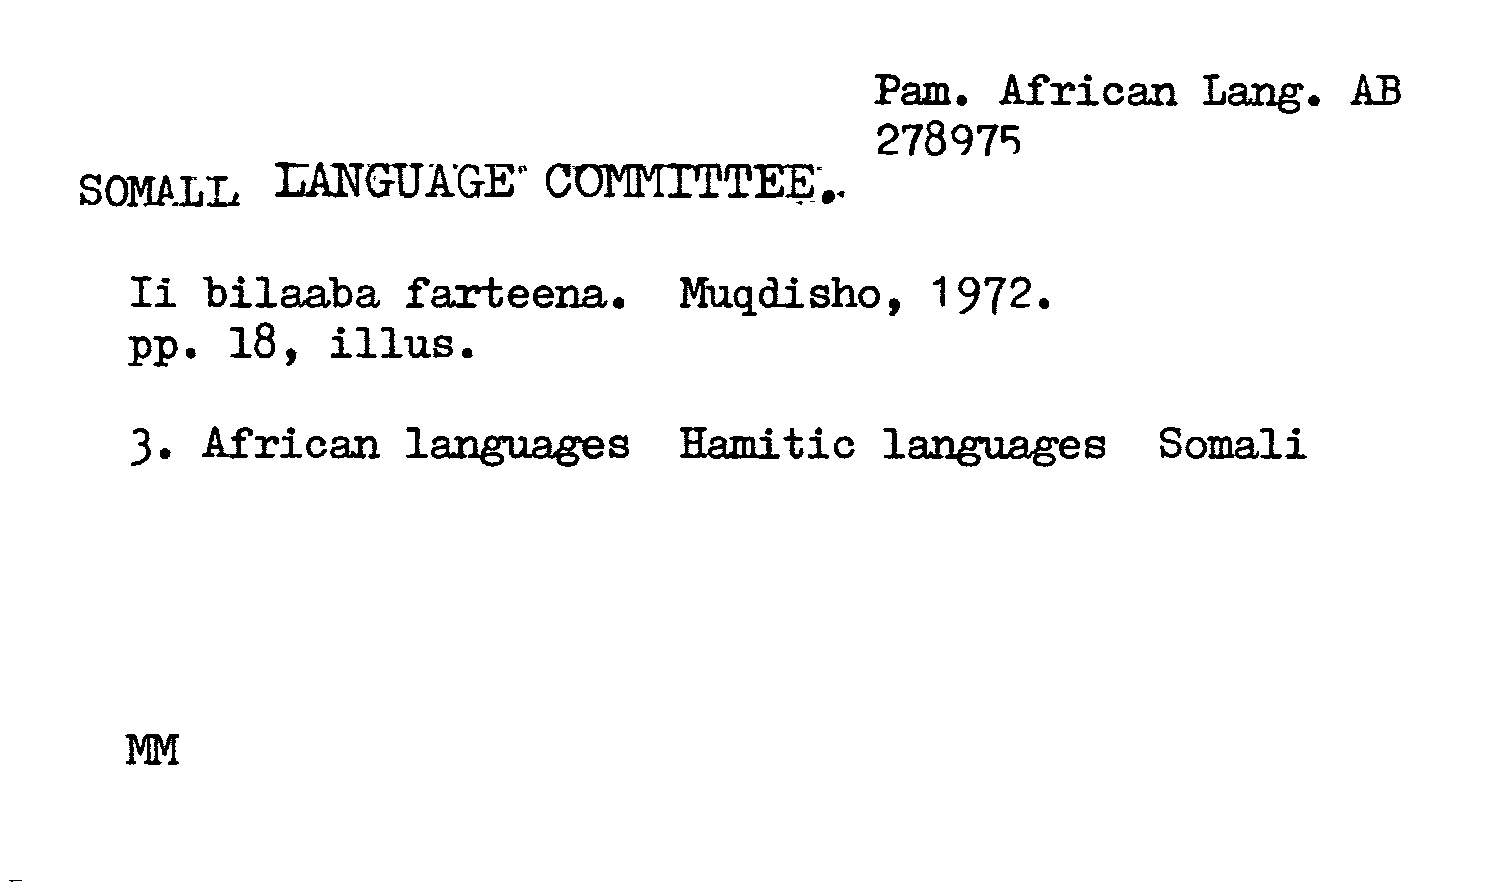 Pam. African Lang. AB
278975
SOMALI LANGUAGE COMMITTEE.
Ii bilaaba farteena. Muqdisho, 1972.
pp. 18, illus.
3. African languages Hamitic languages Somali
MM